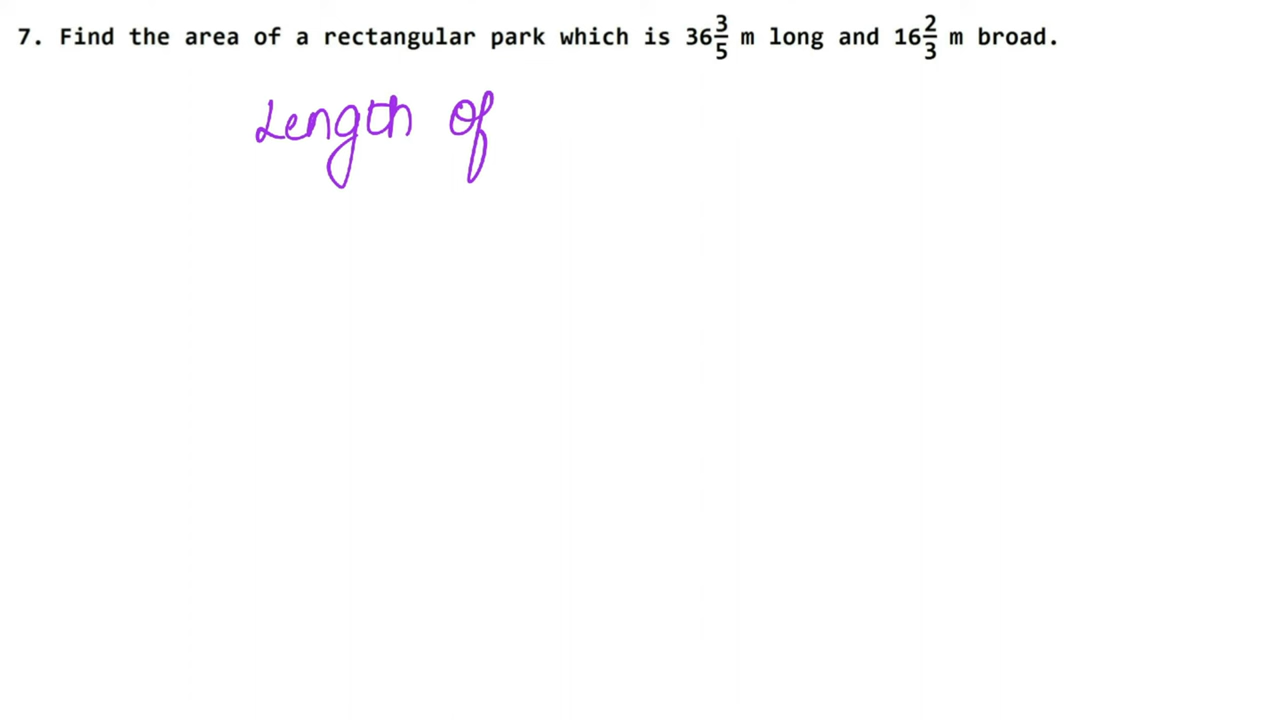 7. Find the area of a rectangular park which is 36 3/5 m long and 16 2/3 m broad.
Length of